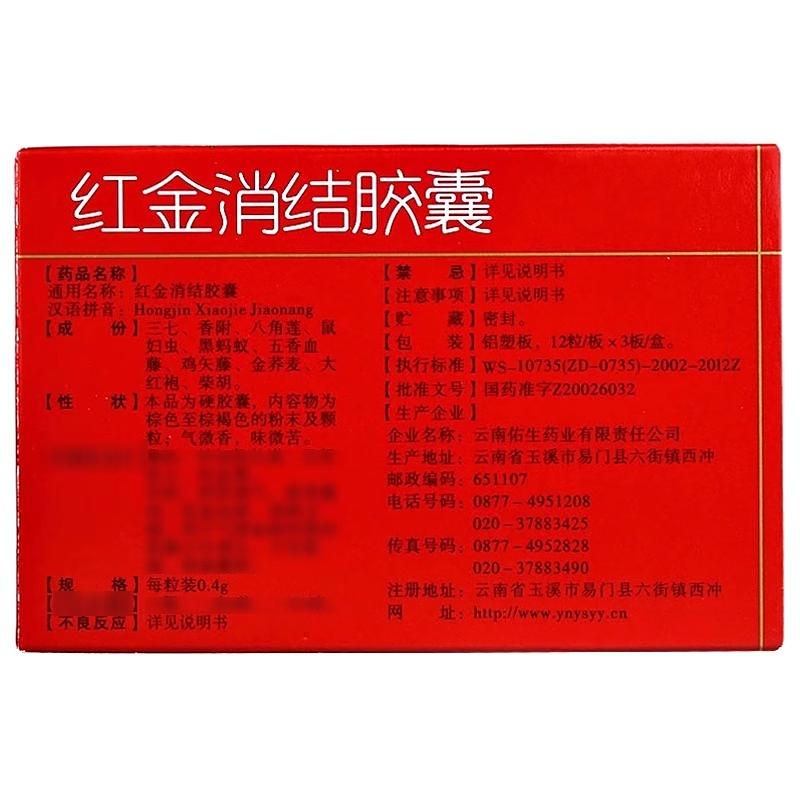 红金消结胶囊
【药品名称】
通用名称：红金消结胶囊
汉语拼音：Hongjin Xiaojie Jiaonang
【成　　份】三七、香附、八角莲、鼠
妇虫、黑蚂蚁、五香血
藤、鸡矢藤、金荞麦、大
红袍、柴胡。
【性　　状】本品为硬胶囊，内容物为
棕色至棕褐色的粉末及颗
粒；气微香，味微苦。
【规　　格】每粒装0.4g
【不良反应】详见说明书
【禁　　忌】详见说明书
【注意事项】详见说明书
【贮　　藏】密封。
【包　　装】铝塑板，12粒/板×3板/盒。
【执行标准】WS-10735(ZD-0735)-2002-2012Z
【批准文号】国药准字Z20026032
【生产企业】
企业名称：云南佑生药业有限责任公司
生产地址：云南省玉溪市易门县六街镇西冲
邮政编码：651107
电话号码：0877-4951208
020-37883425
传真号码：0877-4952828
020-37883490
注册地址：云南省玉溪市易门县六街镇西冲
网　　址：http://www.ynysyy.cn